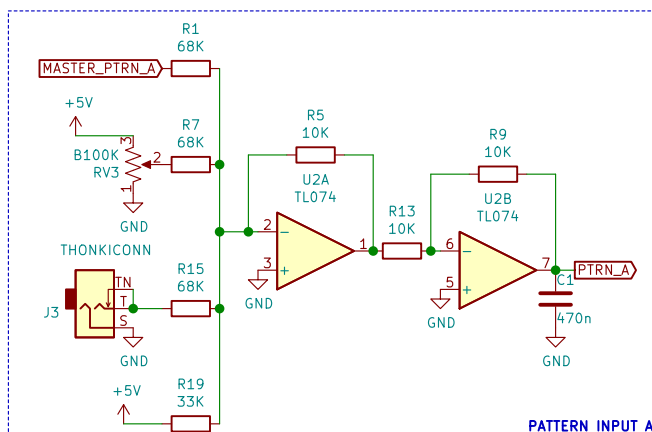 R1
68K
MASTER_PTRN_A
+5V
R7
68K
B100K
RV3
3
2
1
GND
R5
10K
U2A
TL074
2
3
1
−
+
GND
R13
10K
R9
10K
U2B
TL074
6
5
7
−
+
GND
PTRN_A
C1
470n
GND
THONKICONN
J3
TN
T
S
GND
R15
68K
+5V
R19
33K
PATTERN INPUT A